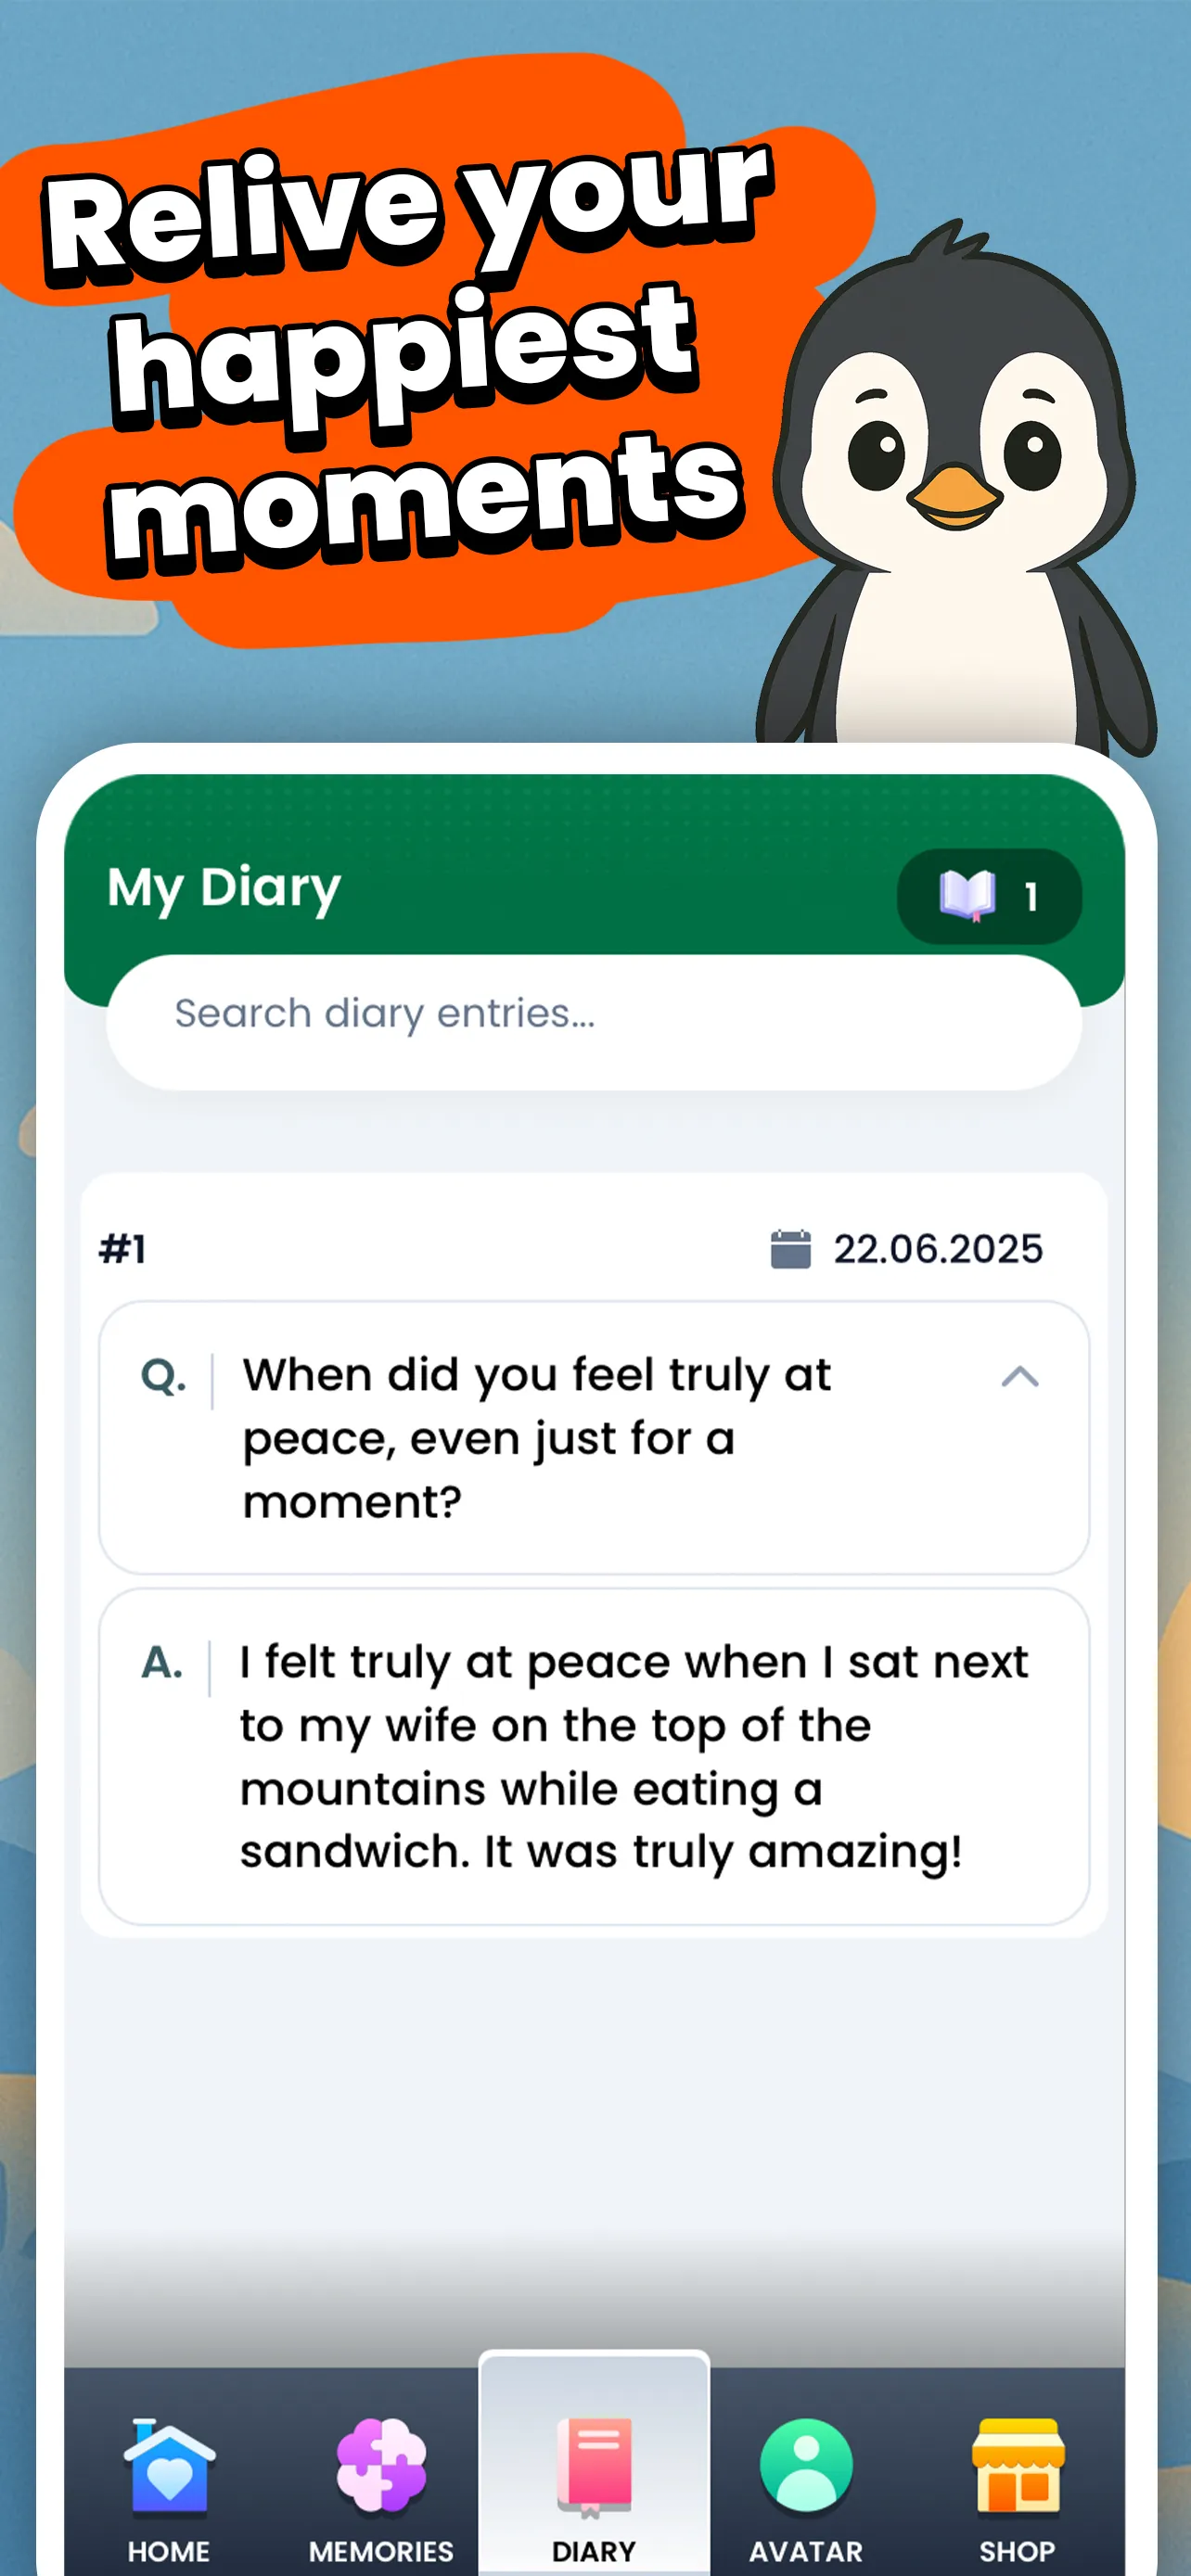 Relive your
happiest
moments
My Diary
1
Search diary entries...
#1
22.06.2025
Q.
When did you feel truly at
peace, even just for a
moment?
A.
I felt truly at peace when I sat next
to my wife on the top of the
mountains while eating a
sandwich. It was truly amazing!
HOME
MEMORIES
DIARY
AVATAR
SHOP